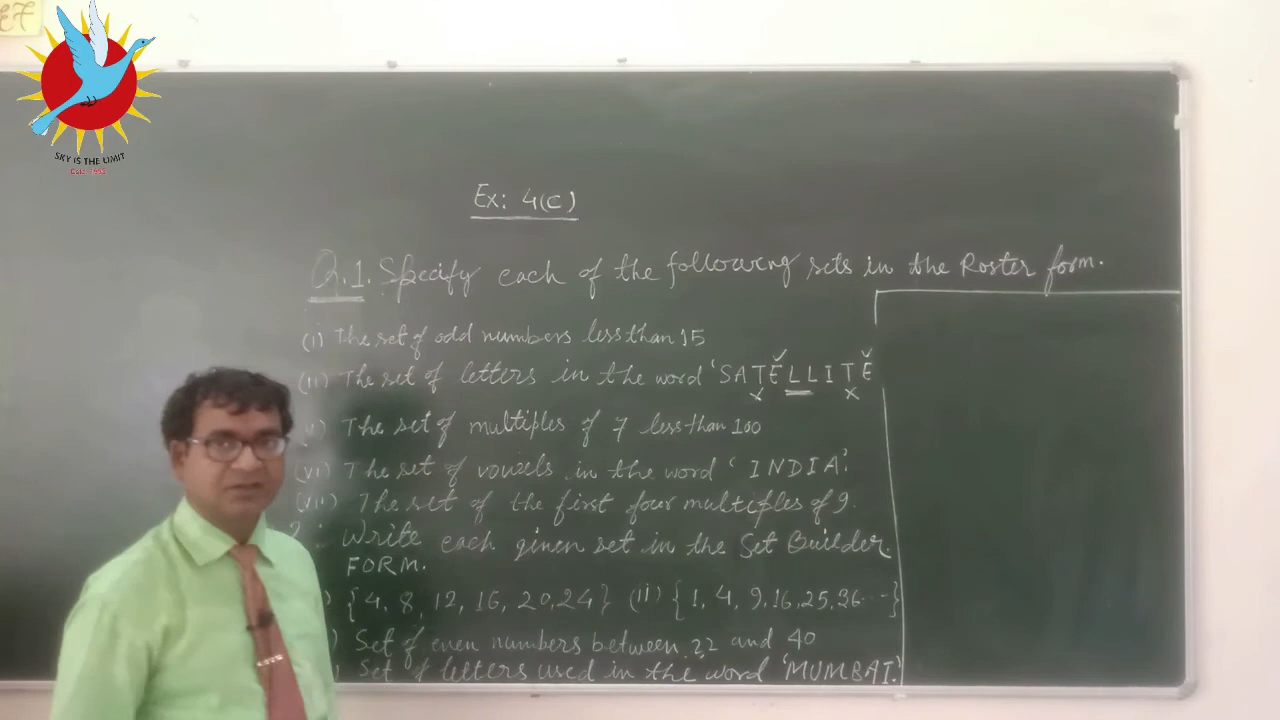 SKY IS THE LIMIT
Ex: 4(C)
Q.1. Specify each of the following sets in the Roster form.
(i) The set of odd numbers less than 15
(ii) The set of letters in the word 'SATELLITE
The set of multiples of 7 less than 100
(vi) The set of vowels in the word 'INDIA'.
(vii) The set of the first four multiples of 9.
: Write each given set in the Set Builder
FORM.
) {4, 8, 12, 16, 20, 24} (ii) {1, 4, 9, 16, 25, 36 ---}
) Set of even numbers between 22 and 40
) Set of letters used in the word 'MUMBAI.'